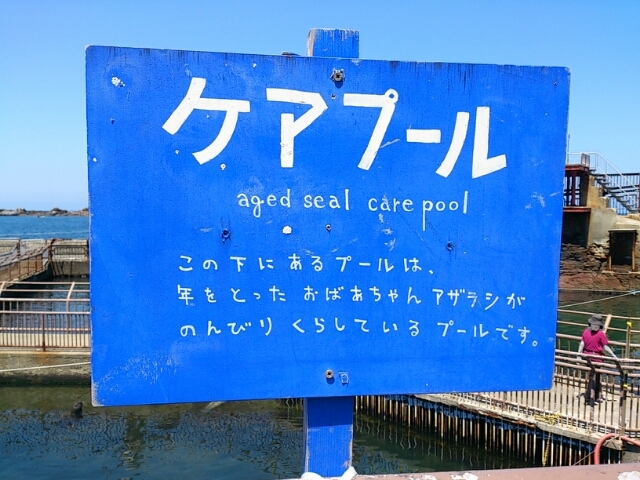 ケアプール
aged seal care pool
この下にあるプールは、
年をとった おばあちゃんアザラシが
のんびり くらしている プールです。